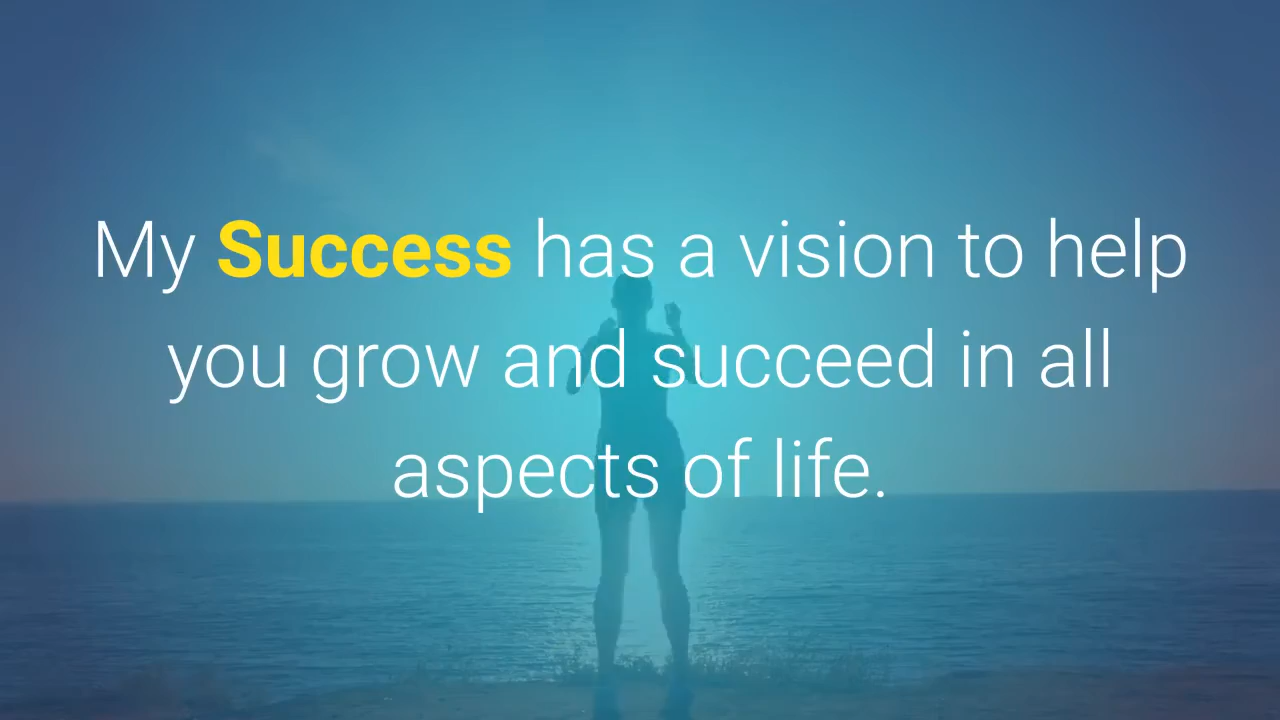 My Success has a vision to help
you grow and succeed in all
aspects of life.